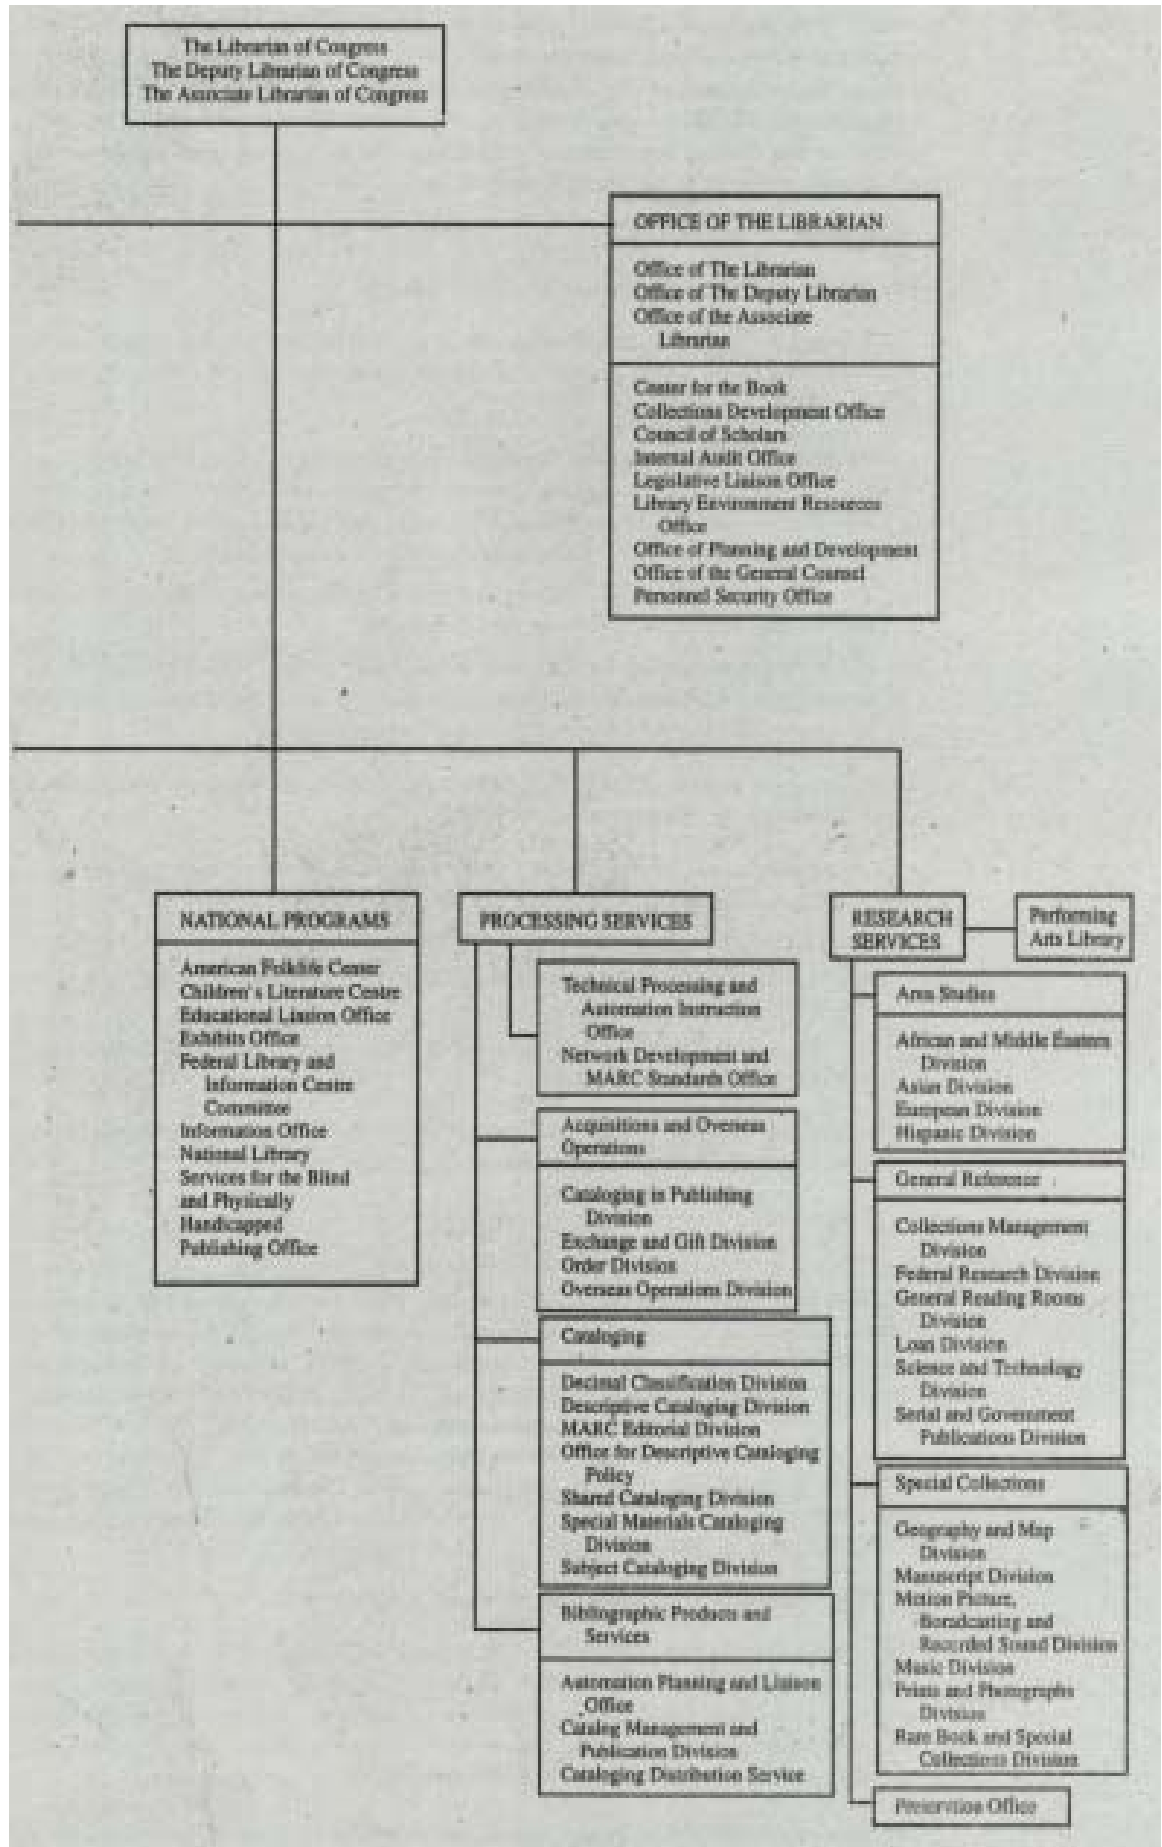 The Librarian of Congress
The Deputy Librarian of Congress
The Associate Librarian of Congress
OFFICE OF THE LIBRARIAN
Office of The Librarian
Office of The Deputy Librarian
Office of the Associate
Librarian
Center for the Book
Collections Development Office
Council of Scholars
Internal Audit Office
Legislative Liaison Office
Library Environment Resources
Office
Office of Planning and Development
Office of the General Counsel
Personnel Security Office
NATIONAL PROGRAMS
American Folklife Center
Children's Literature Centre
Educational Liasion Office
Exhibits Office
Federal Library and
Information Centre
Committee
Information Office
National Library
Services for the Blind
and Physically
Handicapped
Publishing Office
PROCESSING SERVICES
Technical Processing and
Automation Instruction
Office
Network Development and
MARC Standards Office
Acquisitions and Overseas
Operations
Cataloging in Publishing
Division
Exchange and Gift Division
Order Division
Overseas Operations Division
Cataloging
Decimal Classification Division
Descriptive Cataloging Division
MARC Editorial Division
Office for Descriptive Cataloging
Policy
Shared Cataloging Division
Special Materials Cataloging
Division
Subject Cataloging Division
Bibliographic Products and
Services
Automation Planning and Liaison
Office
Catalog Management and
Publication Division
Cataloging Distribution Service
RESEARCH
SERVICES
Performing
Arts Library
Area Studies
African and Middle Eastern
Division
Asian Division
European Division
Hispanic Division
General Reference
Collections Management
Division
Federal Research Division
General Reading Rooms
Division
Loan Division
Science and Technology
Division
Serial and Government
Publications Division
Special Collections
Geography and Map
Division
Manuscript Division
Motion Picture,
Boradcasting and
Recorded Sound Division
Music Division
Prints and Photographs
Division
Rare Book and Special
Collections Division
Preservtion Office